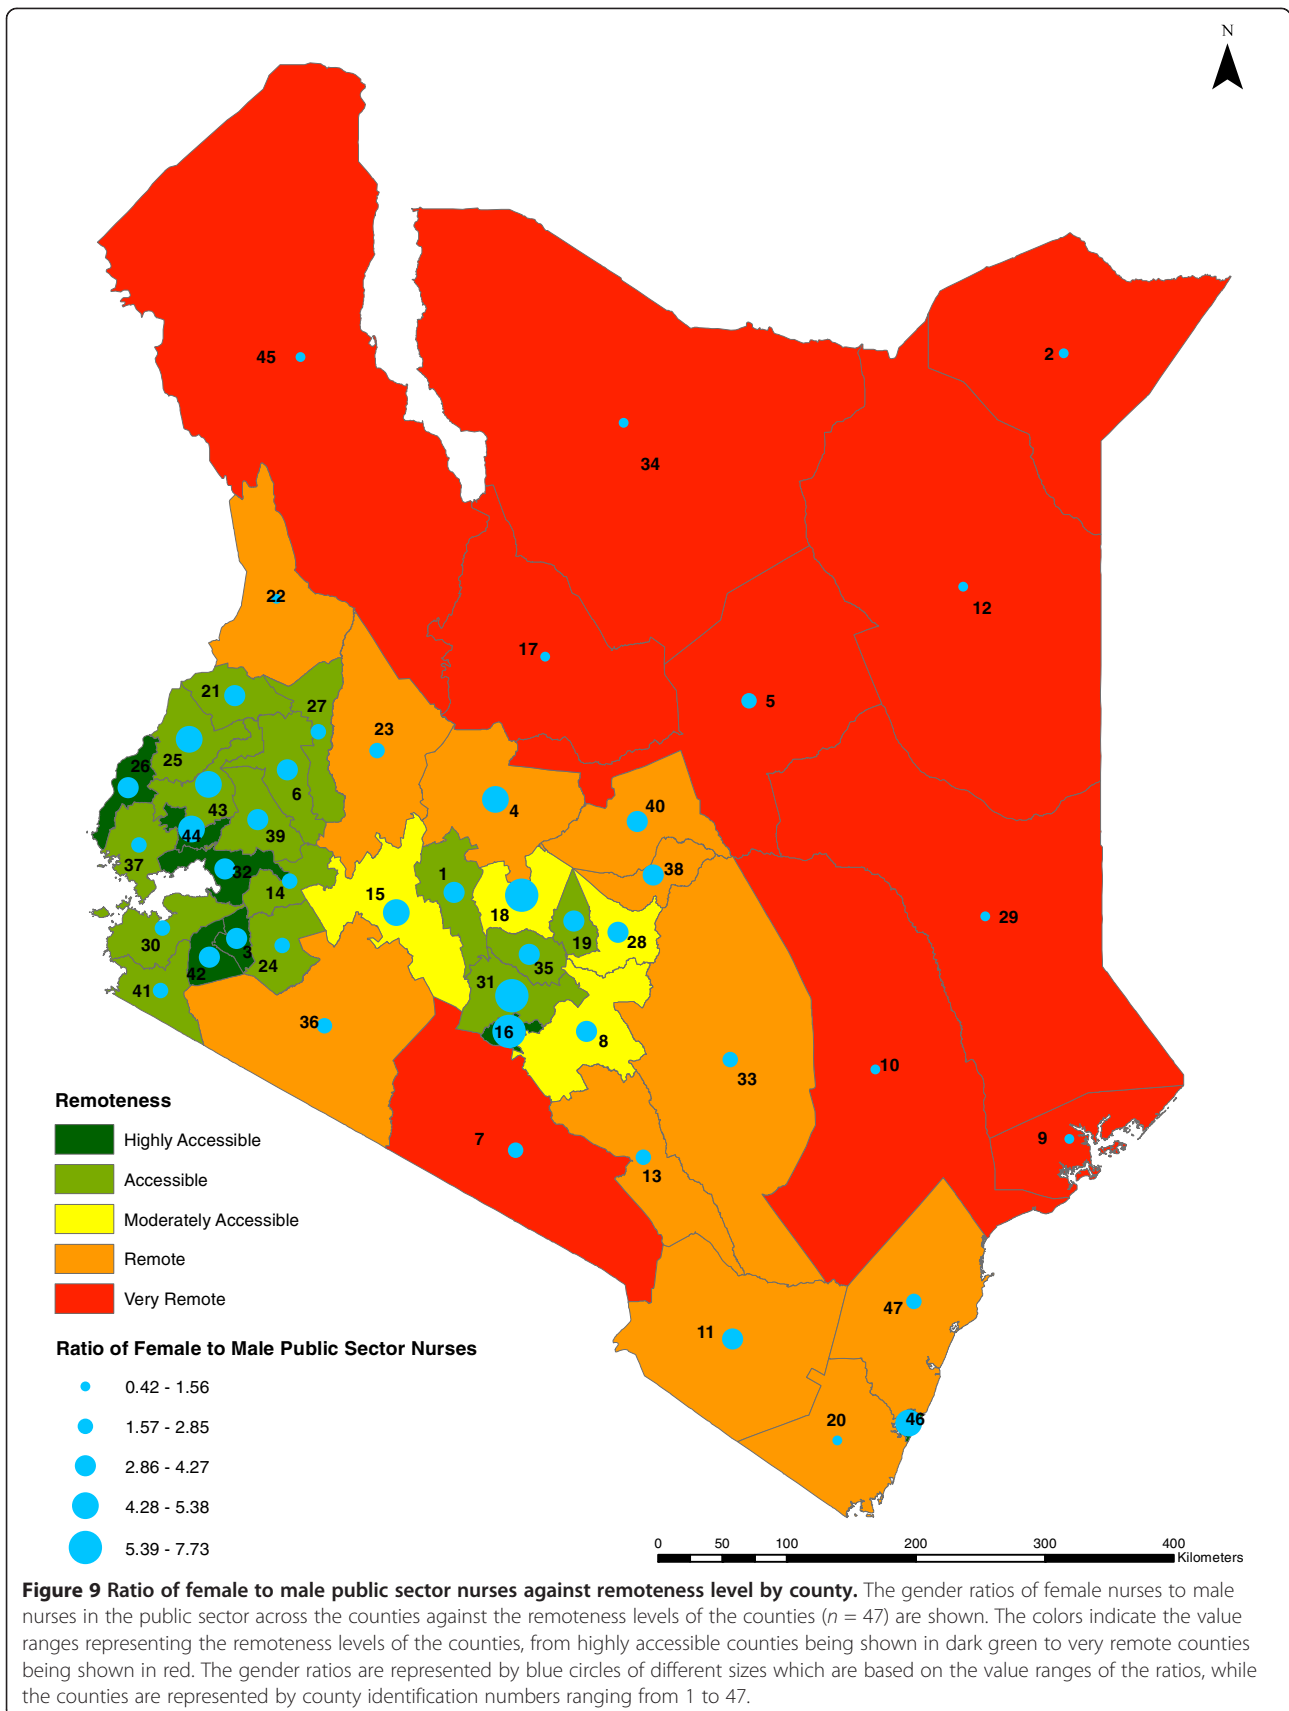 N
45
2
34
22
12
17
5
21
27
23
25
26
6
4
40
43
39
44
37
32
38
1
15
14
18
29
30
19
28
3
35
24
42
31
41
36
16
8
10
33
7
9
13
47
11
20
46
Remoteness
Highly Accessible
Accessible
Moderately Accessible
Remote
Very Remote
Ratio of Female to Male Public Sector Nurses
0.42 - 1.56
1.57 - 2.85
2.86 - 4.27
4.28 - 5.38
5.39 - 7.73
0 50 100 200 300 400
Kilometers
Figure 9 Ratio of female to male public sector nurses against remoteness level by county. The gender ratios of female nurses to male
nurses in the public sector across the counties against the remoteness levels of the counties (n = 47) are shown. The colors indicate the value
ranges representing the remoteness levels of the counties, from highly accessible counties being shown in dark green to very remote counties
being shown in red. The gender ratios are represented by blue circles of different sizes which are based on the value ranges of the ratios, while
the counties are represented by county identification numbers ranging from 1 to 47.